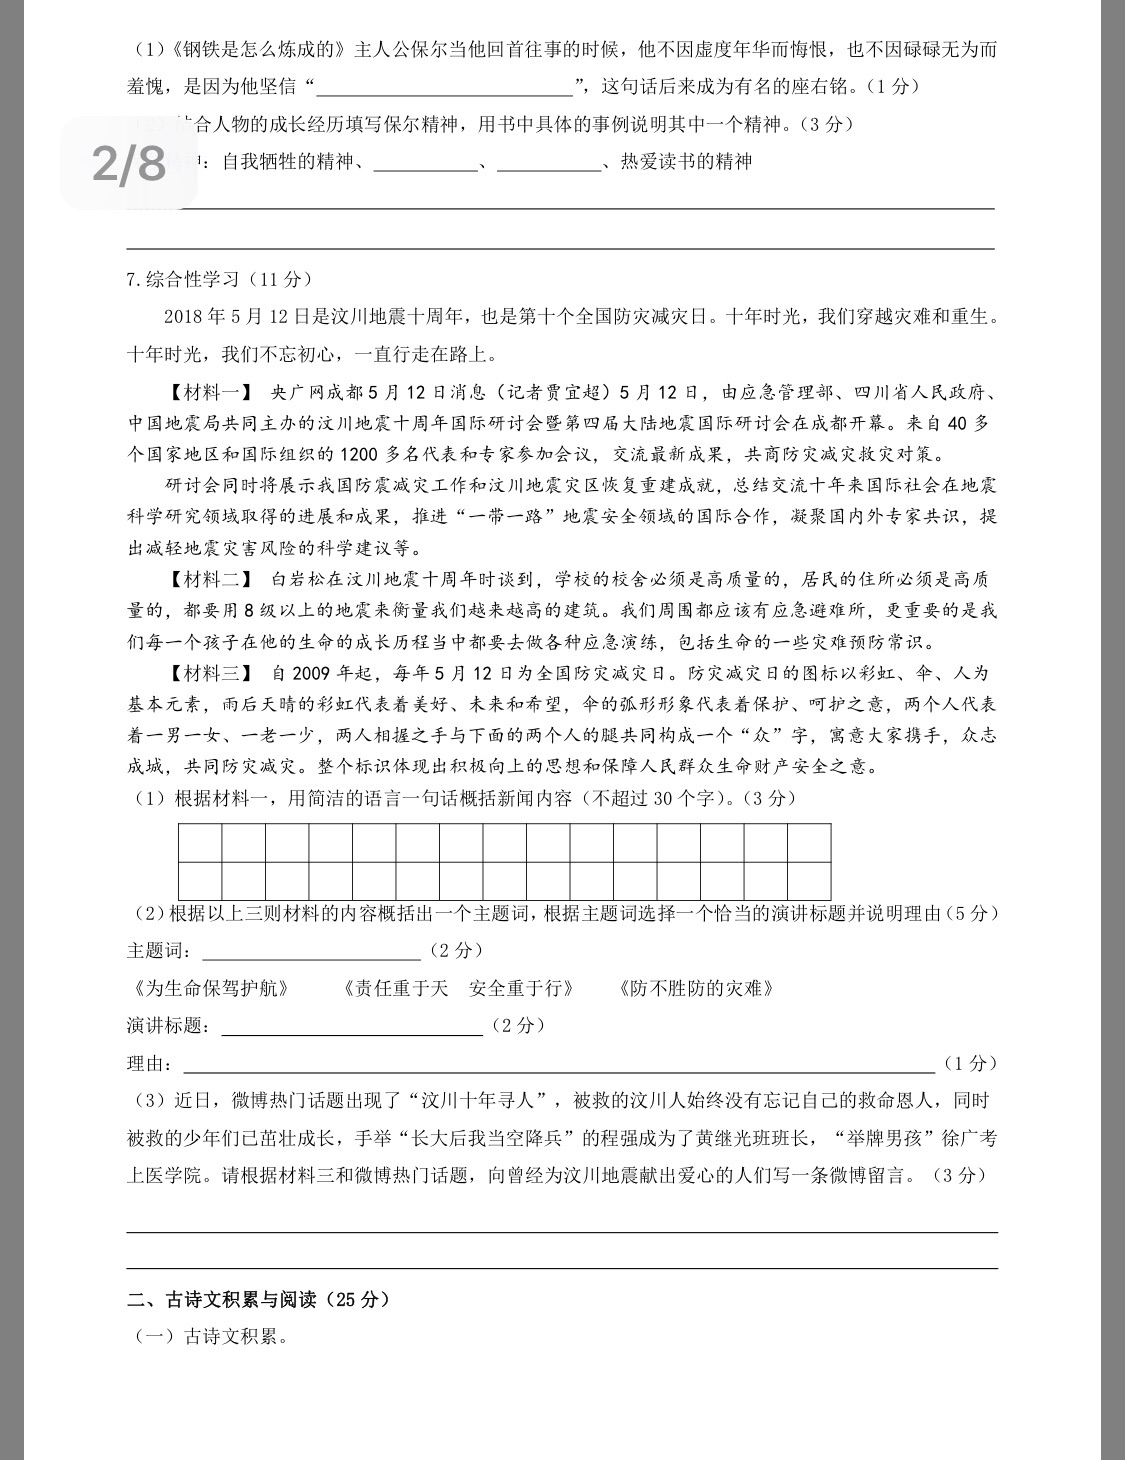 （1）《钢铁是怎么炼成的》主人公保尔当他回首往事的时候，他不因虚度年华而悔恨，也不因碌碌无为而
羞愧，是因为他坚信“___________________________”，这句话后来成为有名的座右铭。（1 分）
合人物的成长经历填写保尔精神，用书中具体的事例说明其中一个精神。（3 分）
2/8
：自我牺牲的精神、___________、___________、热爱读书的精神
7.综合性学习（11 分）
2018 年 5 月 12 日是汶川地震十周年，也是第十个全国防灾减灾日。十年时光，我们穿越灾难和重生。
十年时光，我们不忘初心，一直行走在路上。
【材料一】 央广网成都 5 月 12 日消息（记者贾宜超）5 月 12 日，由应急管理部、四川省人民政府、
中国地震局共同主办的汶川地震十周年国际研讨会暨第四届大陆地震国际研讨会在成都开幕。来自 40 多
个国家地区和国际组织的 1200 多名代表和专家参加会议，交流最新成果，共商防灾减灾救灾对策。
研讨会同时将展示我国防震减灾工作和汶川地震灾区恢复重建成就，总结交流十年来国际社会在地震
科学研究领域取得的进展和成果，推进“一带一路”地震安全领域的国际合作，凝聚国内外专家共识，提
出减轻地震灾害风险的科学建议等。
【材料二】 白岩松在汶川地震十周年时谈到，学校的校舍必须是高质量的，居民的住所必须是高质
量的，都要用 8 级以上的地震来衡量我们越来越高的建筑。我们周围都应该有应急避难所，更重要的是我
们每一个孩子在他的生命的成长历程当中都要去做各种应急演练，包括生命的一些灾难预防常识。
【材料三】 自 2009 年起，每年 5 月 12 日为全国防灾减灾日。防灾减灾日的图标以彩虹、伞、人为
基本元素，雨后天晴的彩虹代表着美好、未来和希望，伞的弧形形象代表着保护、呵护之意，两个人代表
着一男一女、一老一少，两人相握之手与下面的两个人的腿共同构成一个“众”字，寓意大家携手，众志
成城，共同防灾减灾。整个标识体现出积极向上的思想和保障人民群众生命财产安全之意。
（1）根据材料一，用简洁的语言一句话概括新闻内容（不超过 30 个字）。（3 分）
（2）根据以上三则材料的内容概括出一个主题词，根据主题词选择一个恰当的演讲标题并说明理由（5 分）
主题词：_______________________（2 分）
《为生命保驾护航》 《责任重于天 安全重于行》 《防不胜防的灾难》
演讲标题：___________________________（2 分）
理由：_______________________________________________________________（1 分）
（3）近日，微博热门话题出现了“汶川十年寻人”，被救的汶川人始终没有忘记自己的救命恩人，同时
被救的少年们已茁壮成长，手举“长大后我当空降兵”的程强成为了黄继光班班长，“举牌男孩”徐广考
上医学院。请根据材料三和微博热门话题，向曾经为汶川地震献出爱心的人们写一条微博留言。（3 分）
二、古诗文积累与阅读（25 分）
（一）古诗文积累。